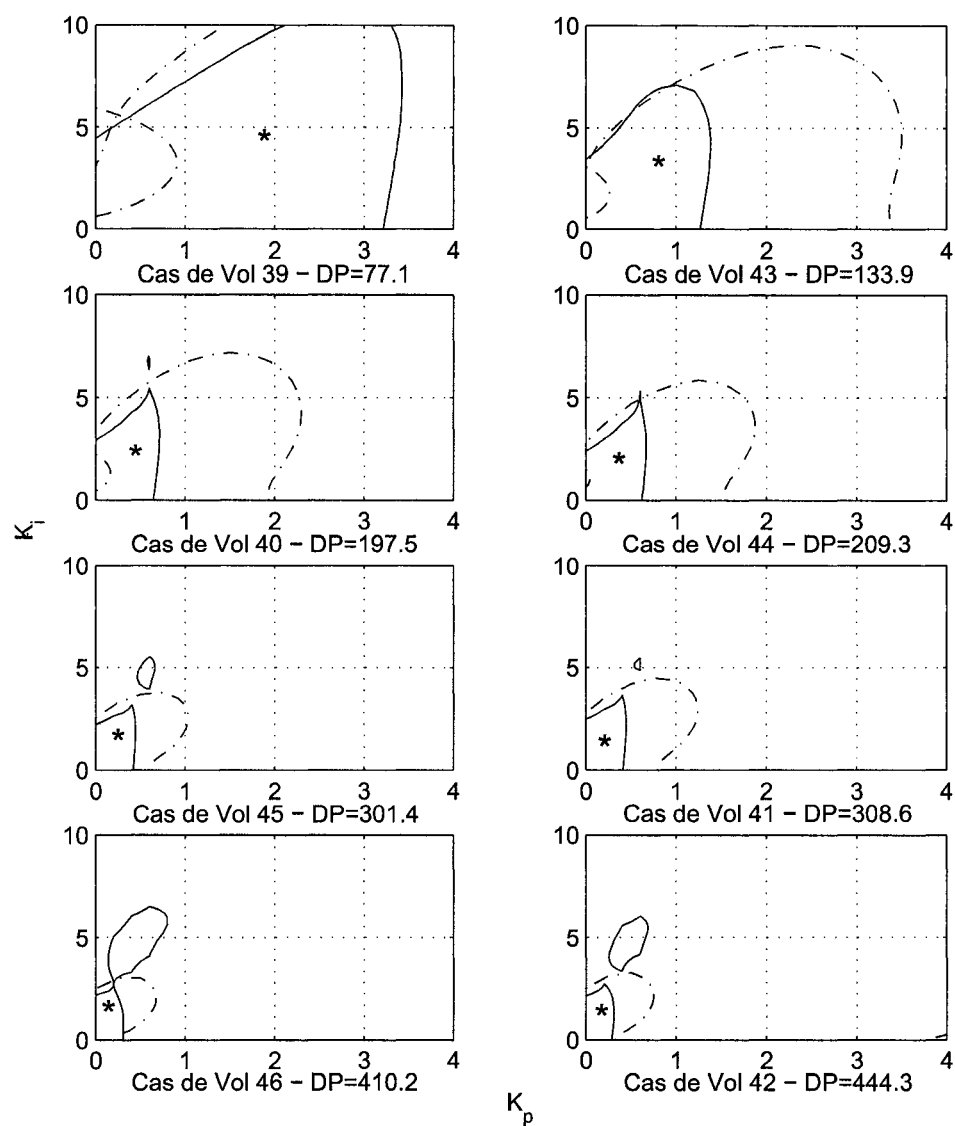 10
5
0
0 1 2 3 4
Cas de Vol 39 − DP=77.1
10
5
0
0 1 2 3 4
Cas de Vol 43 − DP=133.9
10
5
0
0 1 2 3 4
Cas de Vol 40 − DP=197.5
10
5
0
0 1 2 3 4
Cas de Vol 44 − DP=209.3
K_i
10
5
0
0 1 2 3 4
Cas de Vol 45 − DP=301.4
10
5
0
0 1 2 3 4
Cas de Vol 41 − DP=308.6
10
5
0
0 1 2 3 4
Cas de Vol 46 − DP=410.2
10
5
0
0 1 2 3 4
Cas de Vol 42 − DP=444.3
K_p